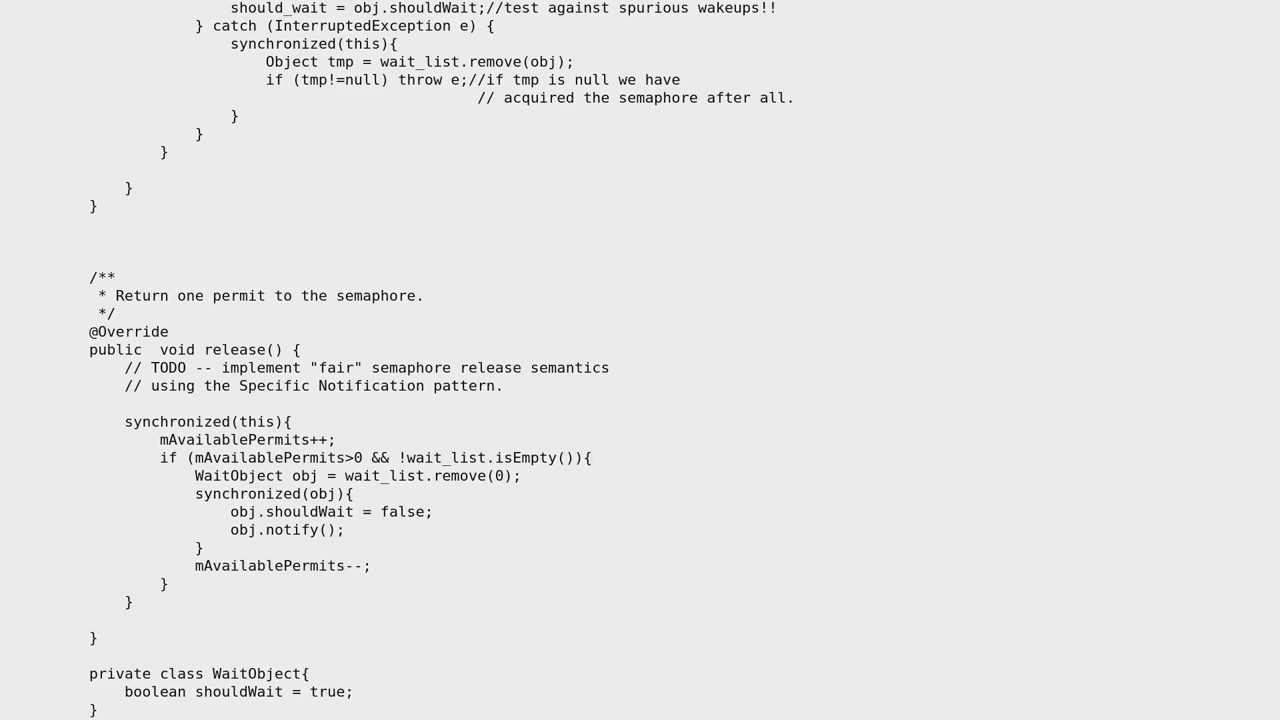 should_wait = obj.shouldWait;//test against spurious wakeups!!
} catch (InterruptedException e) {
synchronized(this){
Object tmp = wait_list.remove(obj);
if (tmp!=null) throw e;//if tmp is null we have
// acquired the semaphore after all.
}
}
}
}
}
/**
* Return one permit to the semaphore.
*/
@Override
public  void release() {
// TODO -- implement "fair" semaphore release semantics
// using the Specific Notification pattern.
synchronized(this){
mAvailablePermits++;
if (mAvailablePermits>0 && !wait_list.isEmpty()){
WaitObject obj = wait_list.remove(0);
synchronized(obj){
obj.shouldWait = false;
obj.notify();
}
mAvailablePermits--;
}
}
}
private class WaitObject{
boolean shouldWait = true;
}